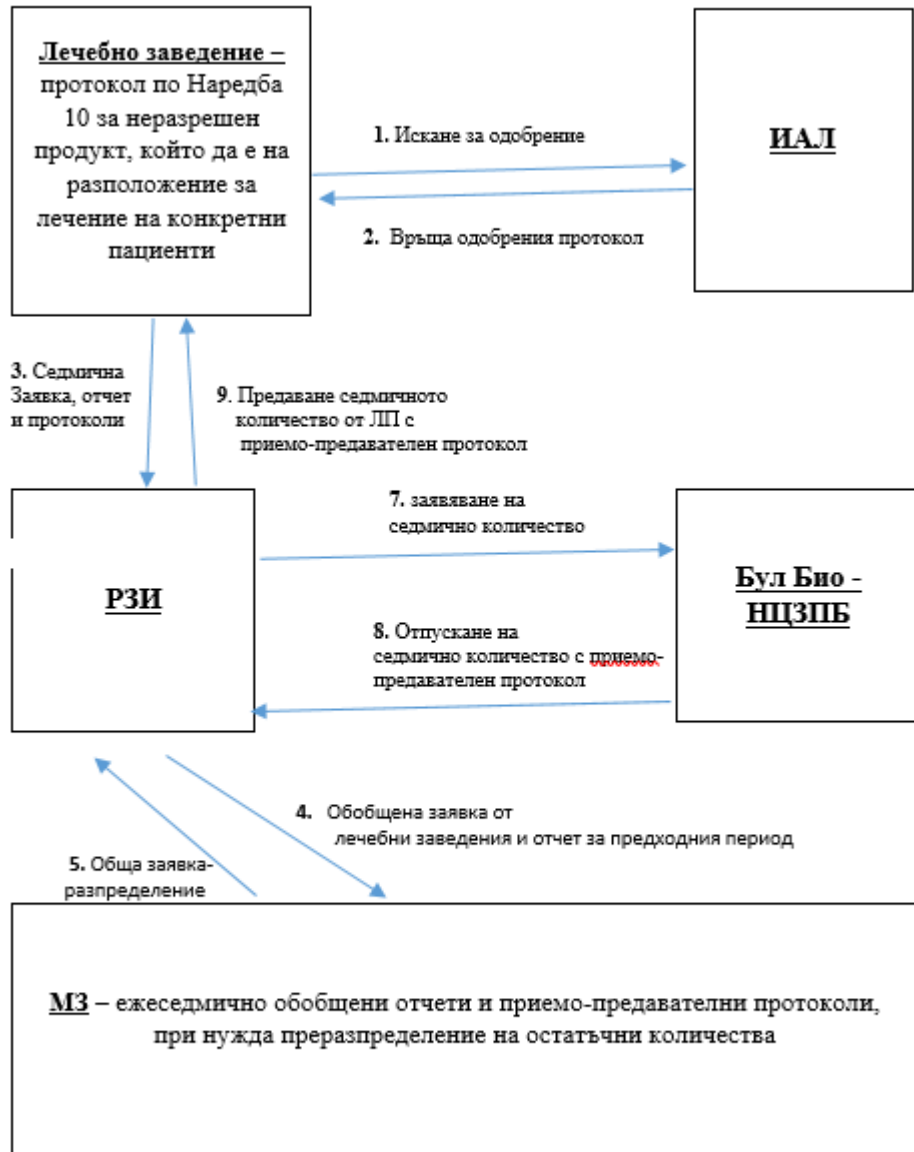 Лечебно заведение –
протокол по Наредба
10 за неразрешен
продукт, който да е на
разположение за
лечение на конкретни
пациенти
1. Искане за одобрение
ИАЛ
2. Връща одобрения протокол
3. Седмична
Заявка, отчет
и протоколи
9. Предаване седмичното
количество от ЛП с
приемо-предавателен протокол
РЗИ
7. заявяване на
седмично количество
Бул Био -
НЦЗПБ
8. Отпускане на
седмично количество с приемо-
предавателен протокол
4. Обобщена заявка от
лечебни заведения и отчет за предходния период
5. Обща заявка-
разпределение
МЗ – ежеседмично обобщени отчети и приемо-предавателни протоколи,
при нужда преразпределение на остатъчни количества